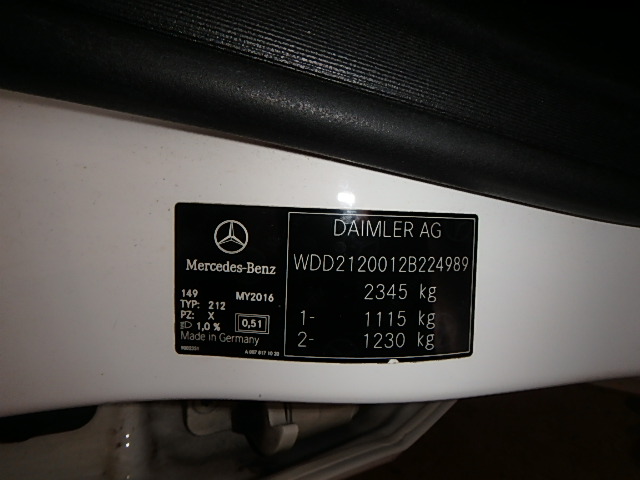 Mercedes-Benz
149 MY2016
TYP: 212
PZ: X
1,0% 0,51
Made in Germany
DAIMLER AG
WDD2120012B224989
2345 kg
1- 1115 kg
2- 1230 kg